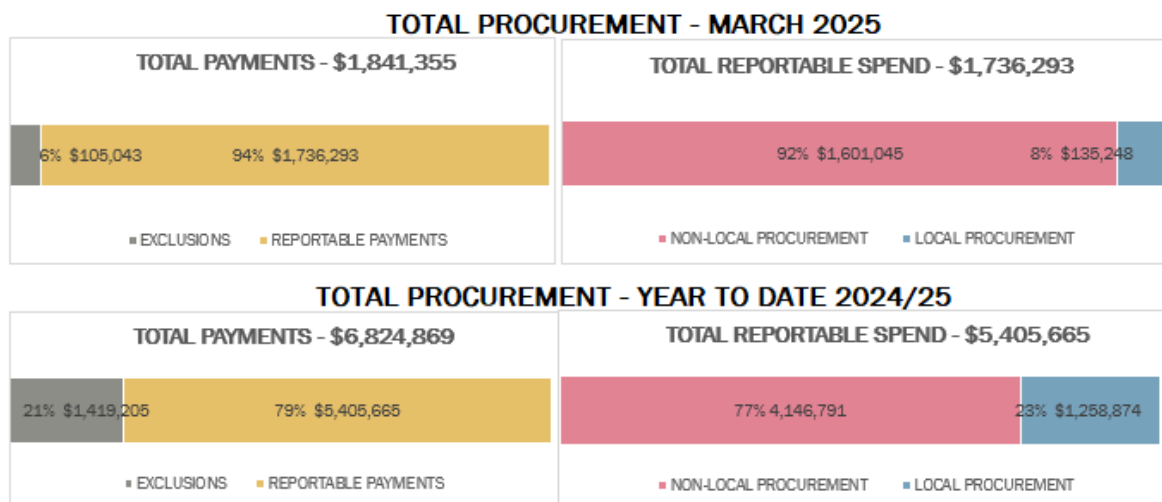 TOTAL PROCUREMENT - MARCH 2025
TOTAL PAYMENTS - $1,841,355
6% $105,043 94% $1,736,293
EXCLUSIONS REPORTABLE PAYMENTS
TOTAL REPORTABLE SPEND - $1,736,293
92% $1,601,045 8% $135,248
NON-LOCAL PROCUREMENT LOCAL PROCUREMENT
TOTAL PROCUREMENT - YEAR TO DATE 2024/25
TOTAL PAYMENTS - $6,824,869
21% $1,419,205 79% $5,405,665
EXCLUSIONS REPORTABLE PAYMENTS
TOTAL REPORTABLE SPEND - $5,405,665
77% 4,146,791 23% $1,258,874
NON-LOCAL PROCUREMENT LOCAL PROCUREMENT